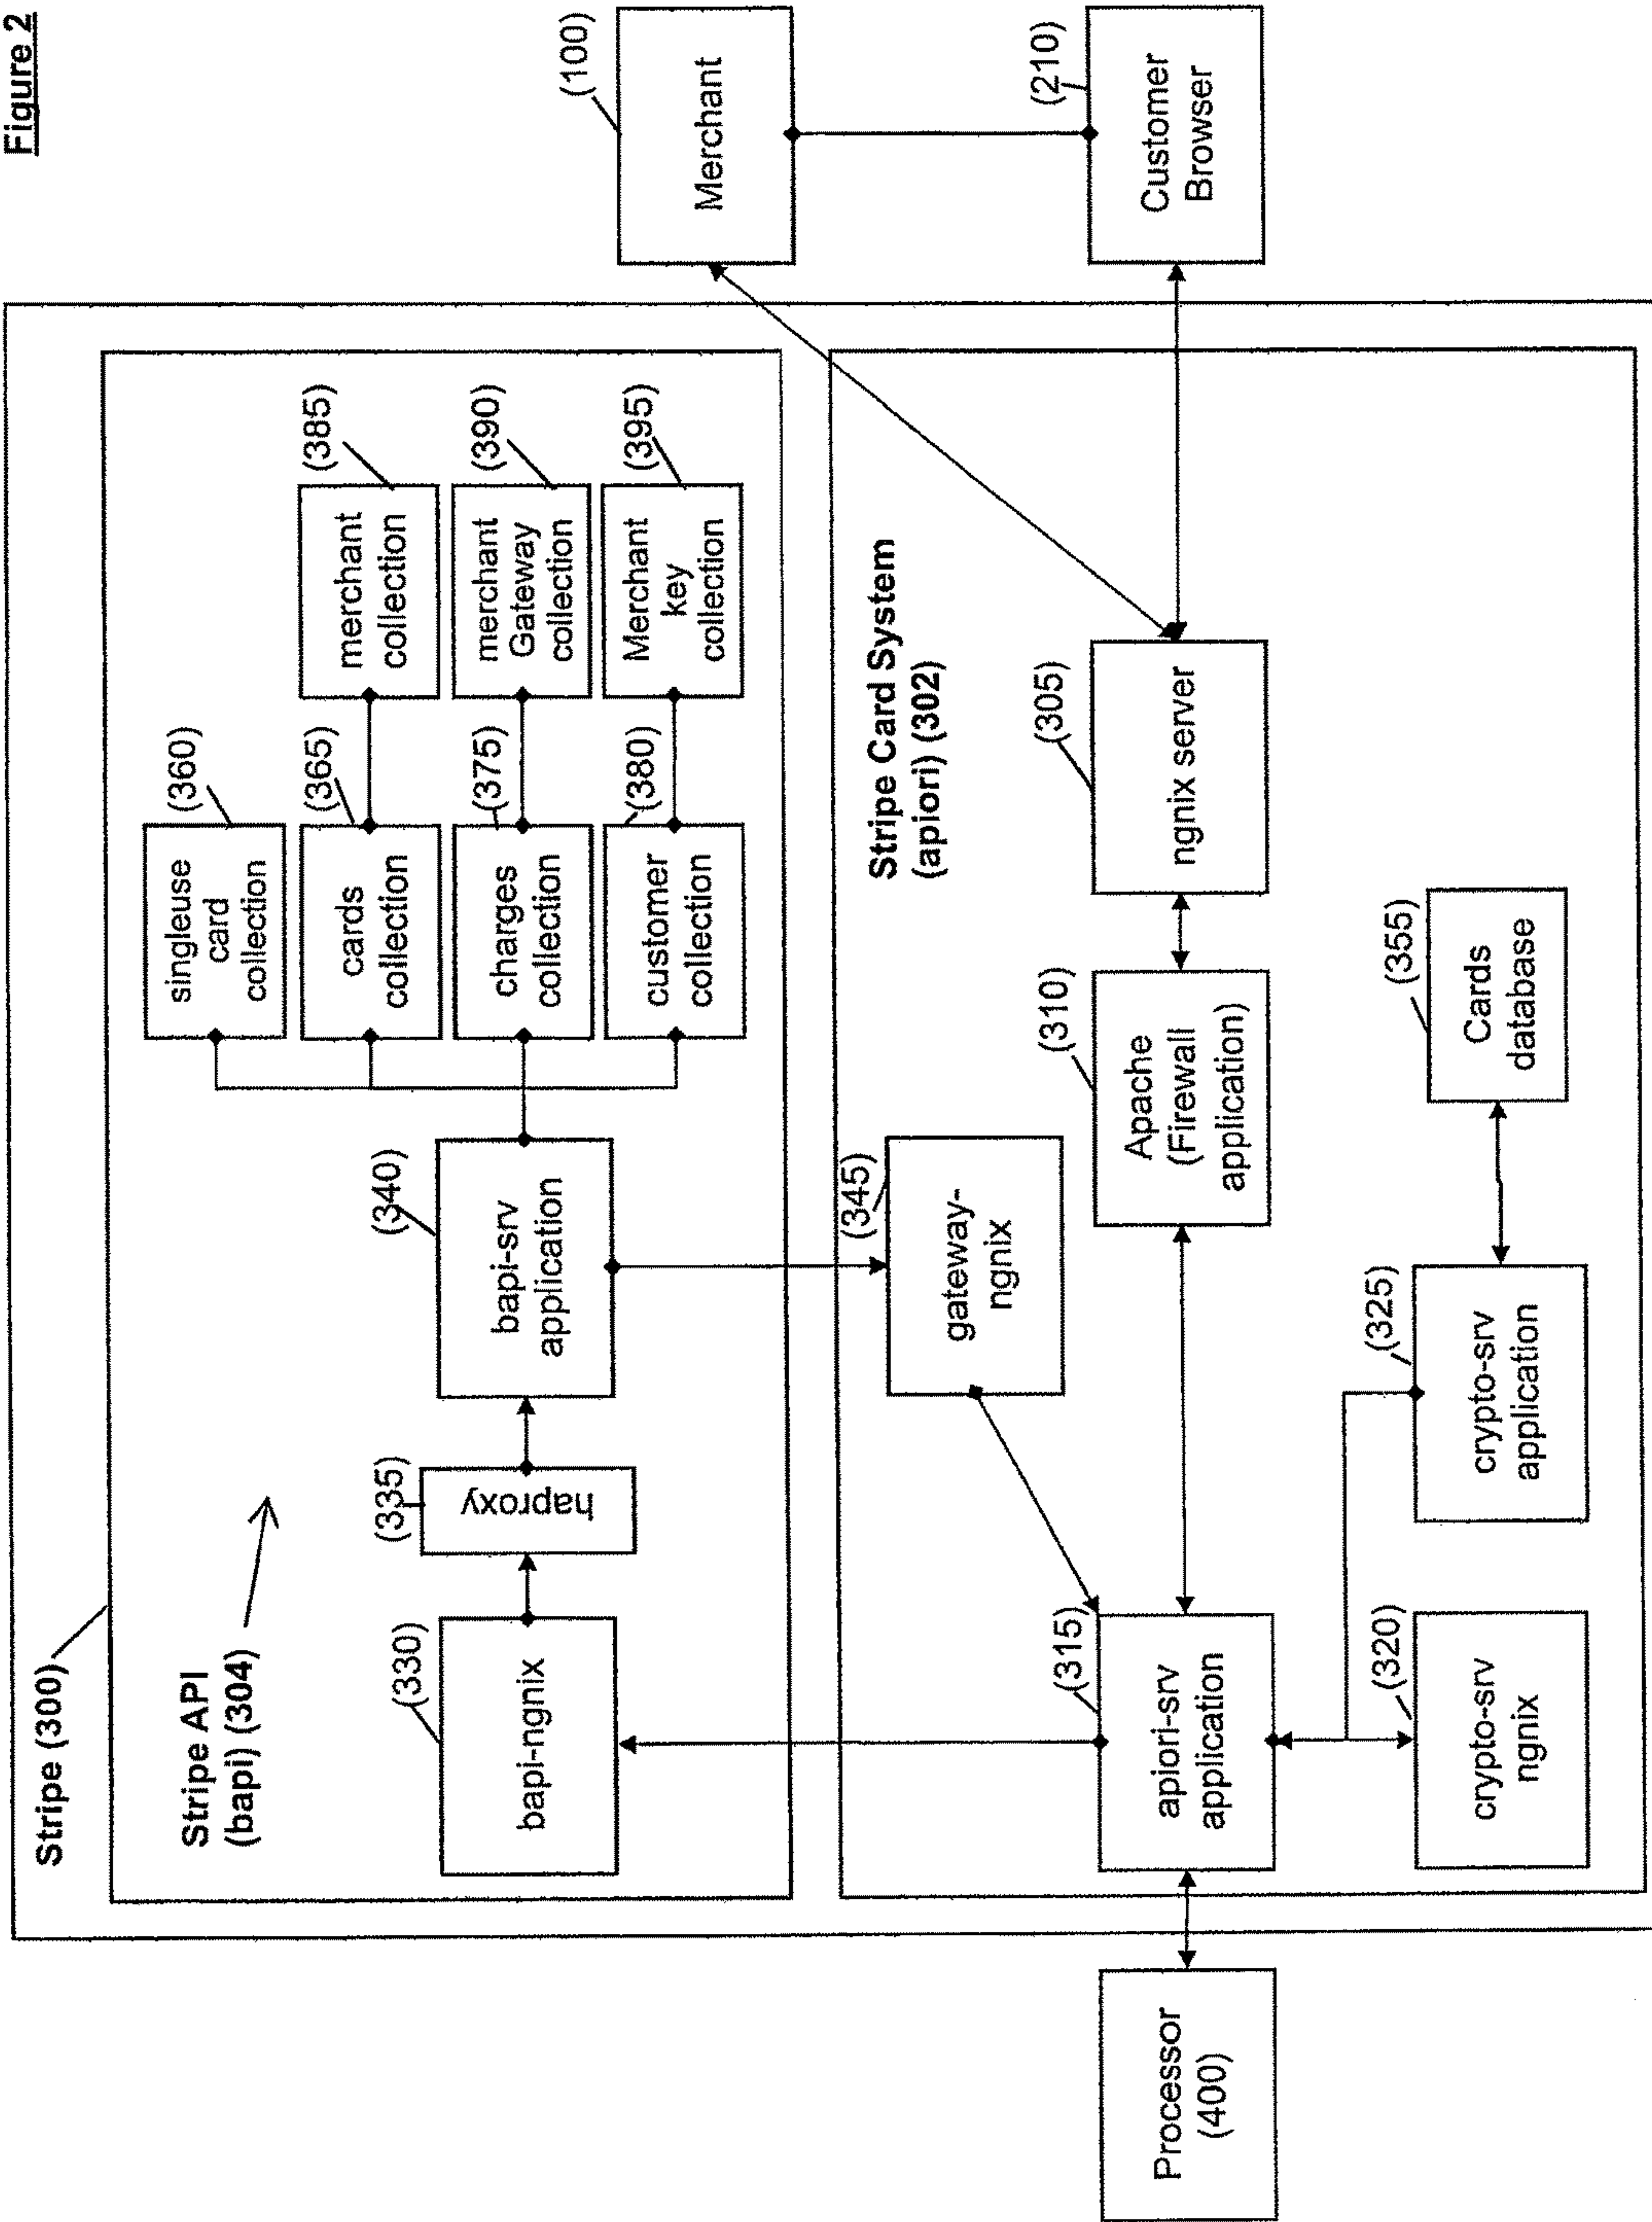 Figure 2
Stripe (300)
Stripe API
(bapi) (304)
(330)
bapi-ngnix
(335)
haproxy
(340)
bapi-srv
application
(360)
singleuse
card
collection
(365)
cards
collection
(375)
charges
collection
(380)
customer
collection
(385)
merchant
collection
(390)
merchant
Gateway
collection
(395)
Merchant
key
collection
(100)
Merchant
(210)
Customer
Browser
Stripe Card System
(apiori) (302)
(345)
gateway-
ngnix
(305)
ngnix server
(310)
Apache
(Firewall
application)
(315)
apiori-srv
application
(320)
crypto-srv
ngnix
(325)
crypto-srv
application
(355)
Cards
database
Processor
(400)